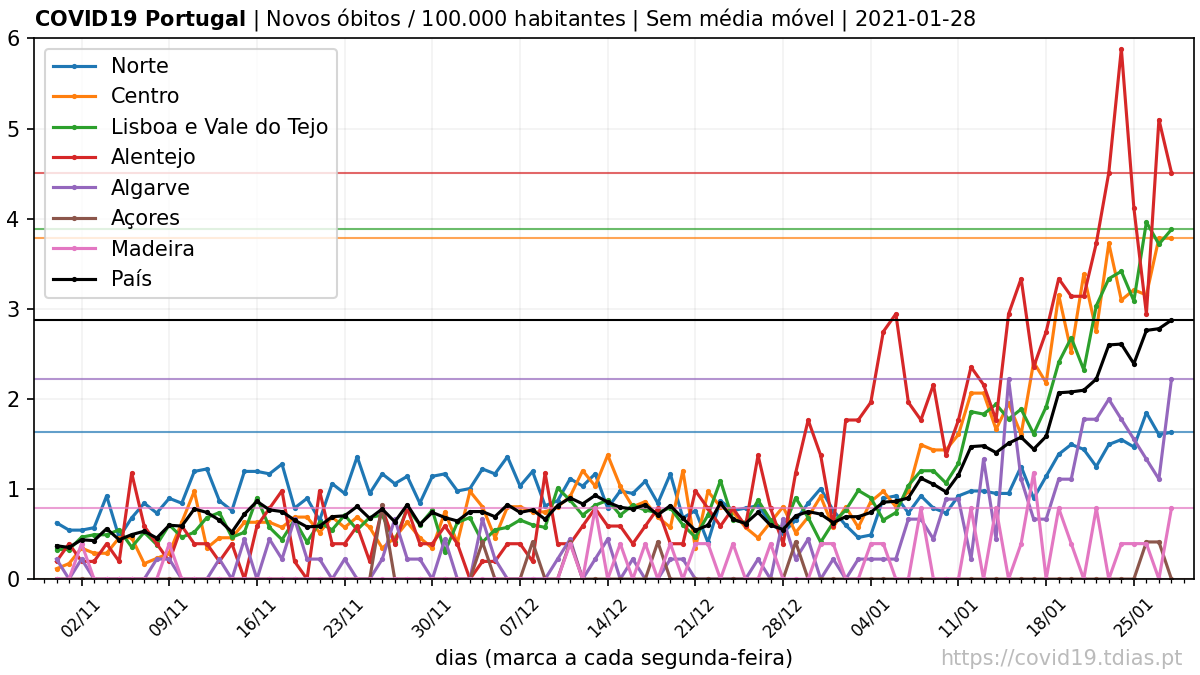 COVID19 Portugal | Novos óbitos / 100.000 habitantes | Sem média móvel | 2021-01-28
6
5
4
3
2
1
0
Norte
Centro
Lisboa e Vale do Tejo
Alentejo
Algarve
Açores
Madeira
País
02/11
09/11
16/11
23/11
30/11
07/12
14/12
21/12
28/12
04/01
11/01
18/01
25/01
dias (marca a cada segunda-feira)
https://covid19.tdias.pt